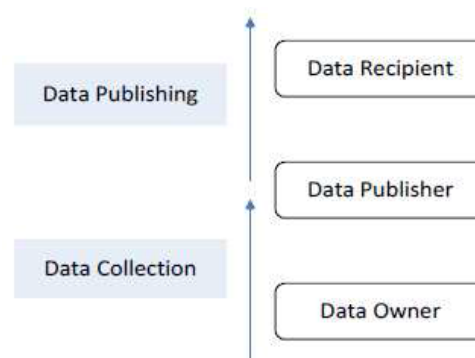 Data Recipient
Data Publishing
Data Publisher
Data Collection
Data Owner